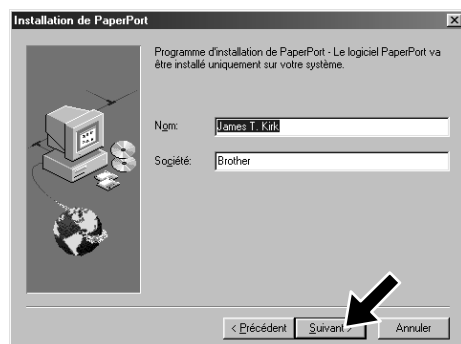 Installation de PaperPort
Programme d'installation de PaperPort - Le logiciel PaperPort va
être installé uniquement sur votre système.
Nom: James T. Kirk
Société: Brother
< Précédent Suivant > Annuler